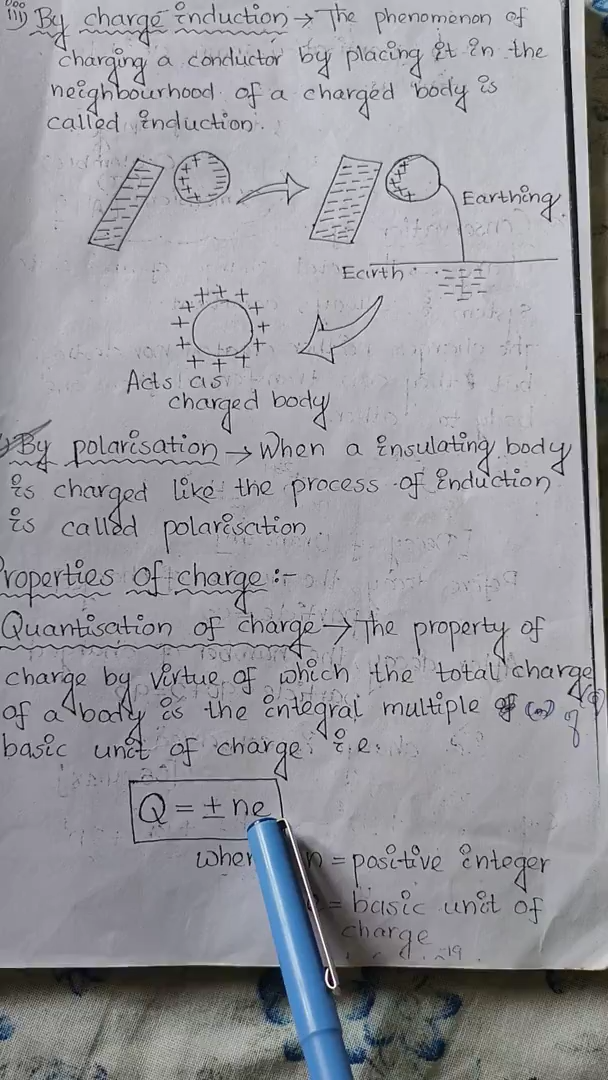 iii) By charge induction → The phenomenon of
charging a conductor by placing it in the
neighbourhood of a charged body is
called induction.
Earthing
Earth
Acts as
charged body
By polarisation → When a insulating body
is charged like the process of induction
is called polarisation.
Properties of charge :-
Quantisation of charge → The property of
charge by virtue of which the total charge
of a body is the integral multiple of
basic unit of charge. i.e.
Q = ± ne
n = positive integer
= basic unit of
charge